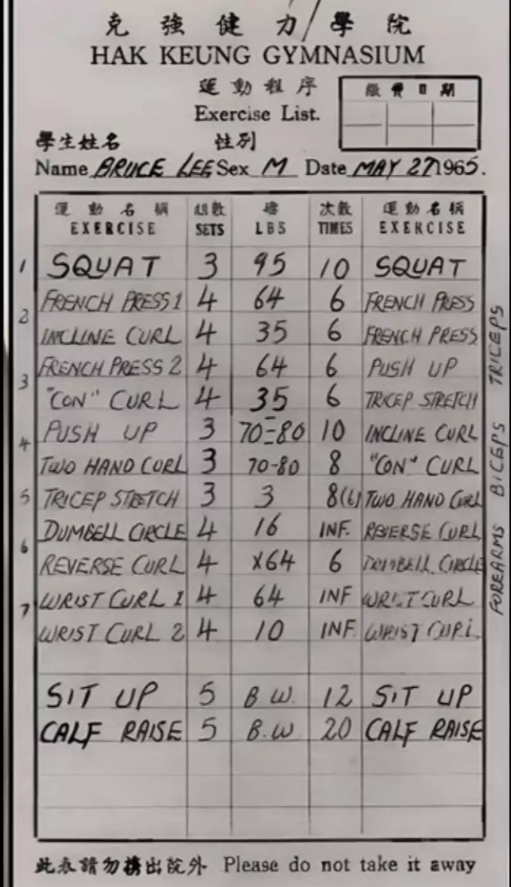 克強健力學院
HAK KEUNG GYMNASIUM
運動程序
Exercise List.
繳費日期
學生姓名 性別
Name BRUCE LEE Sex M Date MAY 27 1965.
運動名稱 組數 磅 次數 運動名稱
EXERCISE SETS LBS TIMES EXERCISE
1 SQUAT 3 95 10 SQUAT
2 FRENCH PRESS 1 4 64 6 FRENCH PRESS
INCLINE CURL 4 35 6 FRENCH PRESS
3 FRENCH PRESS 2 4 64 6 PUSH UP
"CON" CURL 4 35 6 TRICEP STRETCH
4 PUSH UP 3 70-80 10 INCLINE CURL
TWO HAND CURL 3 70-80 8 "CON" CURL
5 TRICEP STRETCH 3 3 8(6) TWO HAND CURL
DUMBELL CIRCLE 4 16 INF. REVERSE CURL
6 REVERSE CURL 4 x64 6 DUMBELL CIRCLE
7 WRIST CURL 1 4 64 INF WRIST CURL
WRIST CURL 2 4 10 INF. WRIST CURL
SIT UP 5 B.W. 12 SIT UP
CALF RAISE 5 B.W 20 CALF RAISE
TRICEPS
BICEPS
FOREARMS
請勿携出院外 Please do not take it away